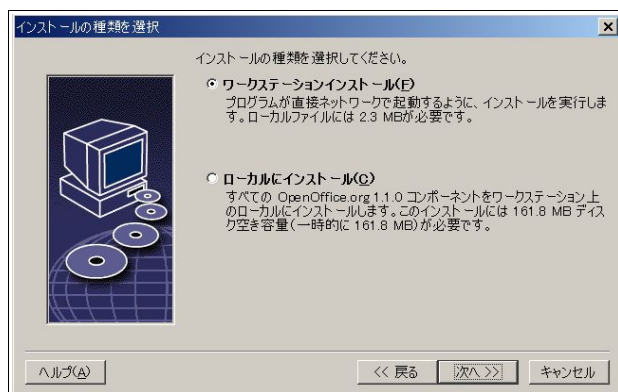 インストールの種類を選択
インストールの種類を選択してください。
ワークステーションインストール(F)
プログラムが直接ネットワークで起動するように、インストールを実行しま
す。ローカルファイルには 2.3 MBが必要です。
ローカルにインストール(C)
すべての OpenOffice.org 1.1.0 コンポーネントをワークステーション上
のローカルにインストールします。このインストールには 161.8 MB ディス
ク空き容量(一時的に 161.8 MB)が必要です。
ヘルプ(A)
<< 戻る
次へ >>
キャンセル